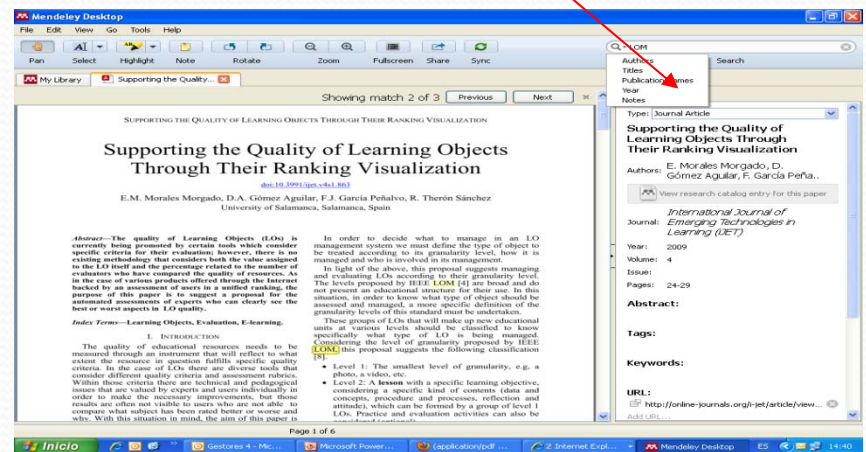 Mendeley Desktop
File Edit View Go Tools Help
LOM
Pan Select Highlight Note Rotate Zoom Fullscreen Share Sync Search
Authors
Titles
Publication Names
Year
Notes
My Library Supporting the Quality...
Showing match 2 of 3 Previous Next
SUPPORTING THE QUALITY OF LEARNING OBJECTS THROUGH THEIR RANKING VISUALIZATION
Supporting the Quality of Learning Objects
Through Their Ranking Visualization
doi:10.3991/ijet.v4s1.863
E.M. Morales Morgado, D.A. Gómez Aguilar, F.J. García Peñalvo, R. Therón Sánchez
University of Salamanca, Salamanca, Spain
Abstract—The quality of Learning Objects (LOs) is
currently being promoted by certain tools which consider
specific criteria for their evaluation; however, there is no
existing methodology that considers both the value assigned
to the LO itself and the percentage related to the number of
evaluators who have compared the quality of resources. As
in the case of various products offered through the Internet
backed by an assessment of users in a unified ranking, the
purpose of this paper is to suggest a proposal for the
automated assessments of experts who can clearly see the
best or worst aspects in LO quality.
Index Terms—Learning Objects, Evaluation, E-learning.
I. INTRODUCTION
The quality of educational resources needs to be
measured through an instrument that will reflect to what
extent the resource in question fulfills specific quality
criteria. In the case of LOs there are diverse tools that
consider different quality criteria and assessment rubrics.
Within those criteria there are technical and pedagogical
issues that are valued by experts and users individually in
order to make the necessary improvements, but those
results are often not visible to users who are not able to
compare what subject has been rated better or worse and
why. With this situation in mind, the aim of this paper is
In order to decide what to manage in an LO
management system we must define the type of object to
be treated according to its granularity level, how it is
managed and who is involved in its management.
In light of the above, this proposal suggests managing
and evaluating LOs according to their granularity level.
The levels proposed by IEEE LOM [4] are broad and do
not present an educational structure for their use. In this
situation, in order to know what type of object should be
assessed and managed, a more specific definition of the
granularity levels of this standard must be undertaken.
These groups of LOs that will make up new educational
units at various levels should be classified to know
specifically what type of LO is being managed.
Considering the level of granularity proposed by IEEE
LOM, this proposal suggests the following classification
[8].
• Level 1: The smallest level of granularity, e.g, a
photo, a video, etc.
• Level 2: A lesson with a specific learning objective,
considering a specific kind of contents (data and
concepts, procedure and processes, reflection and
attitude), which can be formed by a group of level 1
LOs. Practice and evaluation activities can also be
Type: Journal Article
Supporting the Quality of
Learning Objects Through
Their Ranking Visualization
Authors: E. Morales Morgado, D.
Gómez Aguilar, F. García Peña..
View research catalog entry for this paper
International Journal of
Journal: Emerging Technologies in
Learning (iJET)
Year: 2009
Volume: 4
Issue:
Pages: 24-29
Abstract:
Tags:
Keywords:
URL:
http://online-journals.org/i-jet/article/view...
Add URL...
Page 1 of 6
Inicio Gestores 4 - Mic... Microsoft Power... (application/pdf ... 2 Internet Expl... Mendeley Desktop ES 14:40